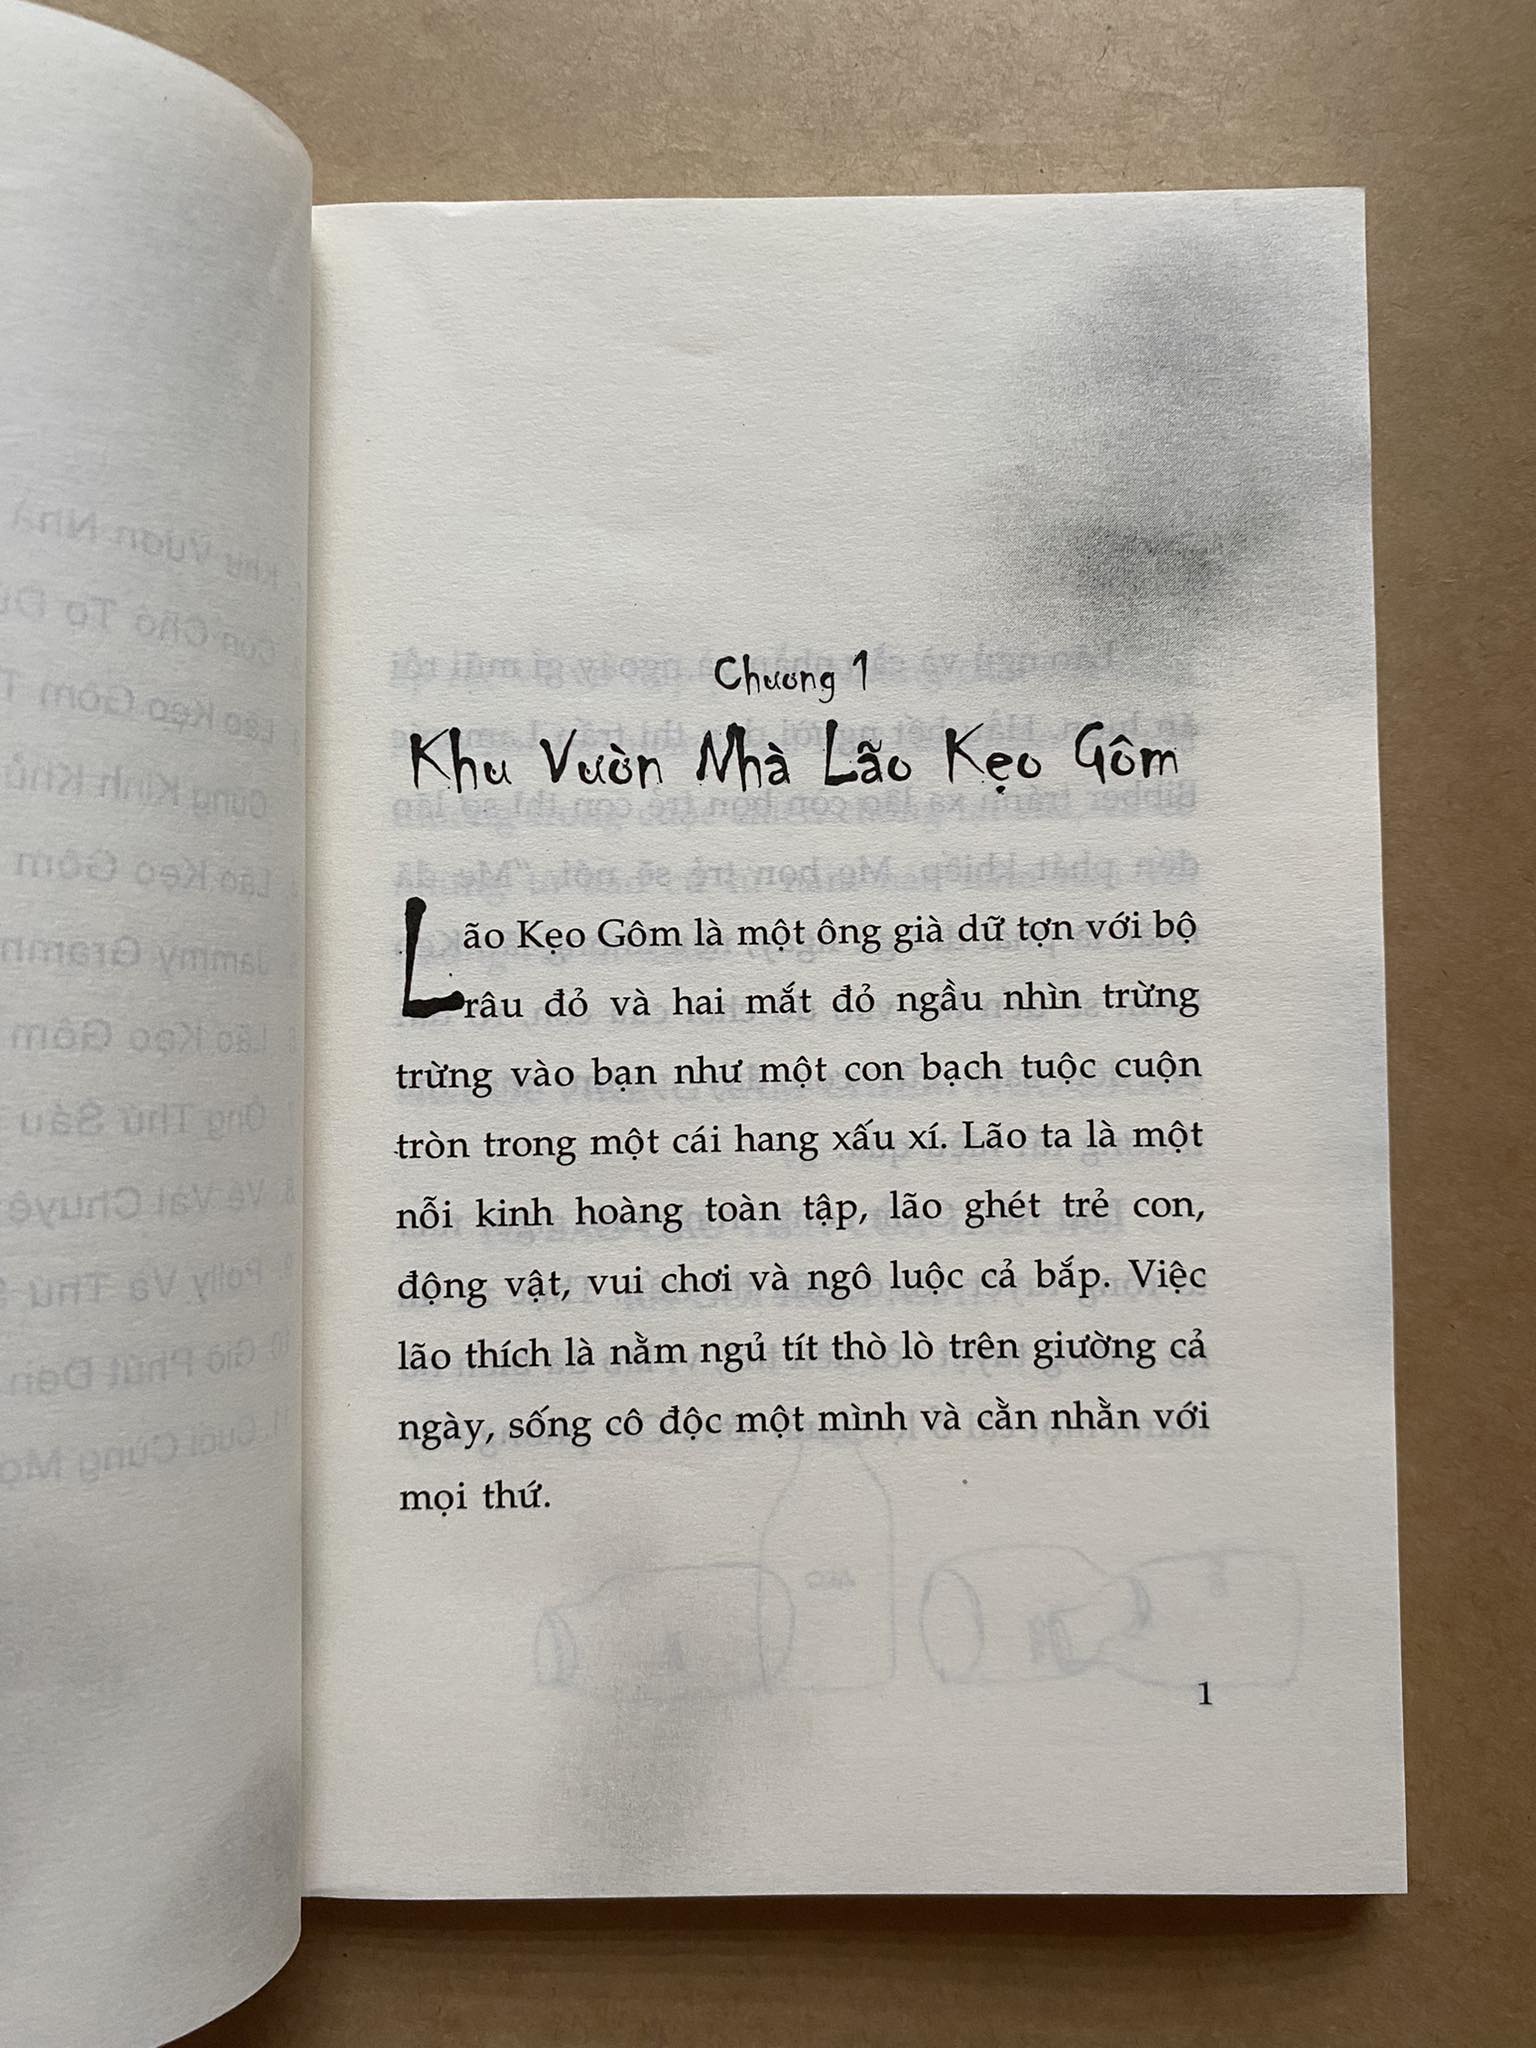 Chương 1
Khu Vườn Nhà Lão Kẹo Gôm
Lão Kẹo Gôm là một ông già dữ tợn với bộ
râu đỏ và hai mắt đỏ ngầu nhìn trừng
trừng vào bạn như một con bạch tuộc cuộn
tròn trong một cái hang xấu xí. Lão ta là một
nỗi kinh hoàng toàn tập, lão ghét trẻ con,
động vật, vui chơi và ngô luộc cả bắp. Việc
lão thích là nằm ngủ tít thò lò trên giường cả
ngày, sống cô độc một mình và cằn nhằn với
mọi thứ.
1